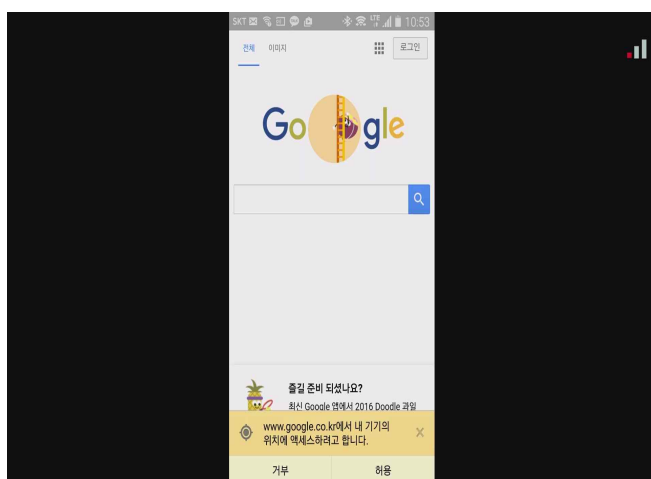 SKT LTE 10:53
전체 이미지 로그인
Google
즐길 준비 되셨나요?
최신 Google 앱에서 2016 Doodle 과일
www.google.co.kr에서 내 기기의
위치에 액세스하려고 합니다.
거부 허용